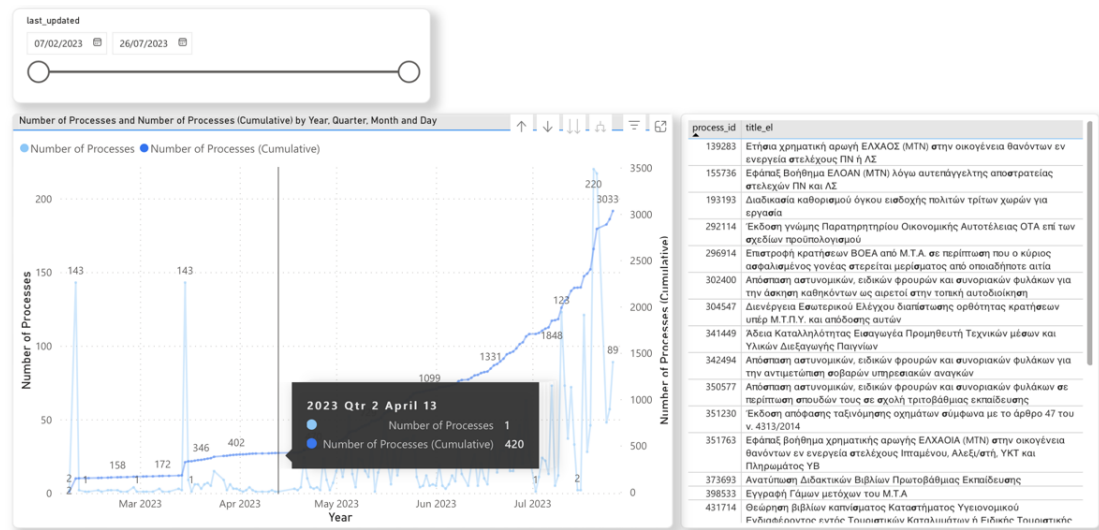 last_updated
07/02/2023 26/07/2023
Number of Processes and Number of Processes (Cumulative) by Year, Quarter, Month and Day
Number of Processes Number of Processes (Cumulative)
Number of Processes
200
150
100
50
0
3500
3000
2500
2000
1500
1000
500
0
Number of Processes (Cumulative)
143
143
220
3033
123
1848
1331
1099
89
346
402
158
172
2
2
1
1
1
1
2
2023 Qtr 2 April 13
Number of Processes 1
Number of Processes (Cumulative) 420
Mar 2023 Apr 2023 May 2023 Jun 2023 Jul 2023
Year
process_id title_el
139283 Ετήσια χρηματική αρωγή ΕΛΧΑΟΣ (ΜΤΝ) στην οικογένεια θανόντων εν
ενεργεία στελέχους ΠΝ ή ΛΣ
155736 Εφάπαξ Βοήθημα ΕΛΟΑΝ (ΜΤΝ) λόγω αυτεπάγγελτης αποστρατείας
στελεχών ΠΝ και ΛΣ
193193 Διαδικασία καθορισμού όγκου εισδοχής πολιτών τρίτων χωρών για
εργασία
292114 Έκδοση γνώμης Παρατηρητηρίου Οικονομικής Αυτοτέλειας ΟΤΑ επί των
σχεδίων προϋπολογισμού
296914 Επιστροφή κρατήσεων ΒΟΕΑ από Μ.Τ.Α. σε περίπτωση που ο κύριος
ασφαλισμένος γονέας στερείται μερίσματος από οποιαδήποτε αιτία
302400 Απόσπαση αστυνομικών, ειδικών φρουρών και συνοριακών φυλάκων για
την άσκηση καθηκόντων ως αιρετοί στην τοπική αυτοδιοίκηση
304547 Διενέργεια Εσωτερικού Ελέγχου διαπίστωσης ορθότητας κρατήσεων
υπέρ Μ.Τ.Π.Υ. και απόδοσης αυτών
341449 Άδεια Καταλληλότητας Εισαγωγέα Προμηθευτή Τεχνικών μέσων και
Υλικών Διεξαγωγής Παιγνίων
342494 Απόσπαση αστυνομικών, ειδικών φρουρών και συνοριακών φυλάκων για
την αντιμετώπιση σοβαρών υπηρεσιακών αναγκών
350577 Απόσπαση αστυνομικών, ειδικών φρουρών και συνοριακών φυλάκων σε
περίπτωση σπουδών τους σε σχολή τριτοβάθμιας εκπαίδευσης
351230 Έκδοση απόφασης ταξινόμησης οχημάτων σύμφωνα με το άρθρο 47 του
ν. 4313/2014
351763 Εφάπαξ βοήθημα χρηματικής αρωγής ΕΛΧΑΟΙΑ (ΜΤΝ) στην οικογένεια
θανόντων εν ενεργεία στελέχους Ιπταμένου, Αλεξι/στή, ΥΚΤ και
Πληρωμάτος ΥΒ
373693 Ανατύπωση Διδακτικών Βιβλίων Πρωτοβάθμιας Εκπαίδευσης
398533 Εγγραφή Γάμων μετόχων του Μ.Τ.Α
431714 Θεώρηση βιβλίων καπνίσματος Καταστήματος Υγειονομικού
Ενδιαφέροντος εντός Τουριστικών Καταλυμάτων ή Ειδικής Τουριστικής